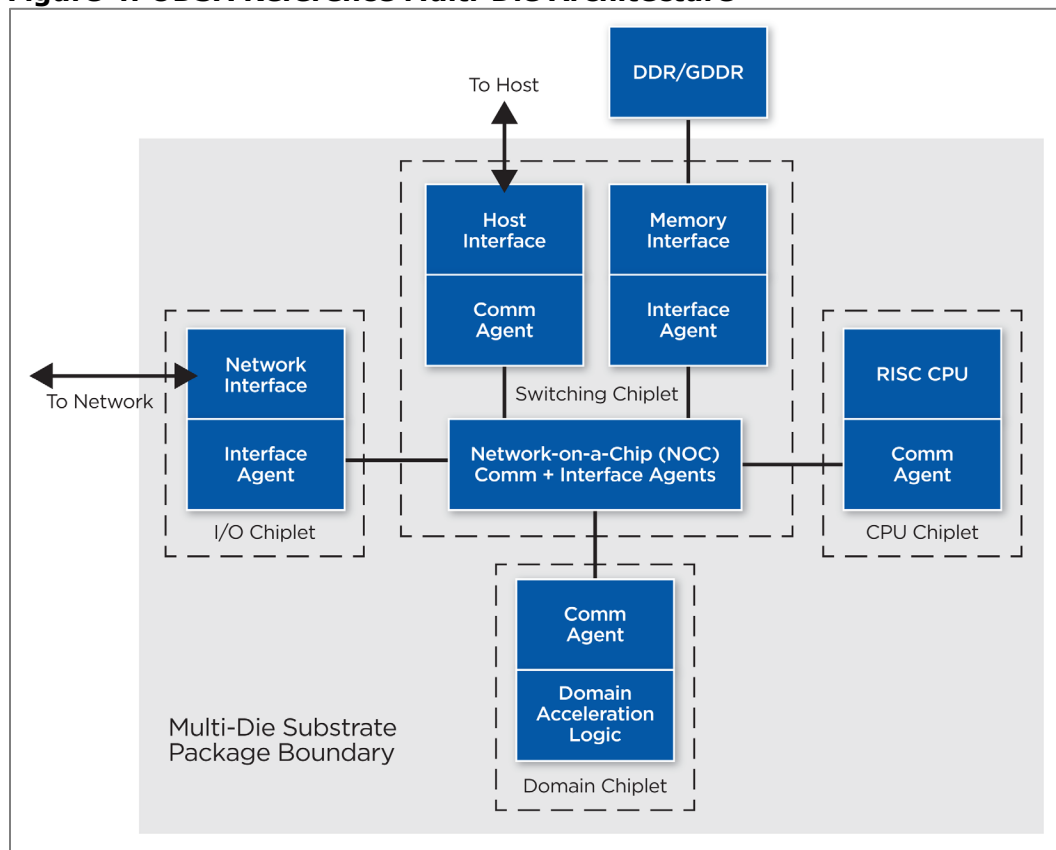 DDR/GDDR
To Host
Host
Interface
Comm
Agent
Memory
Interface
Interface
Agent
Switching Chiplet
Network
Interface
Interface
Agent
To Network
I/O Chiplet
Network-on-a-Chip (NOC)
Comm + Interface Agents
RISC CPU
Comm
Agent
CPU Chiplet
Comm
Agent
Domain
Acceleration
Logic
Domain Chiplet
Multi-Die Substrate
Package Boundary